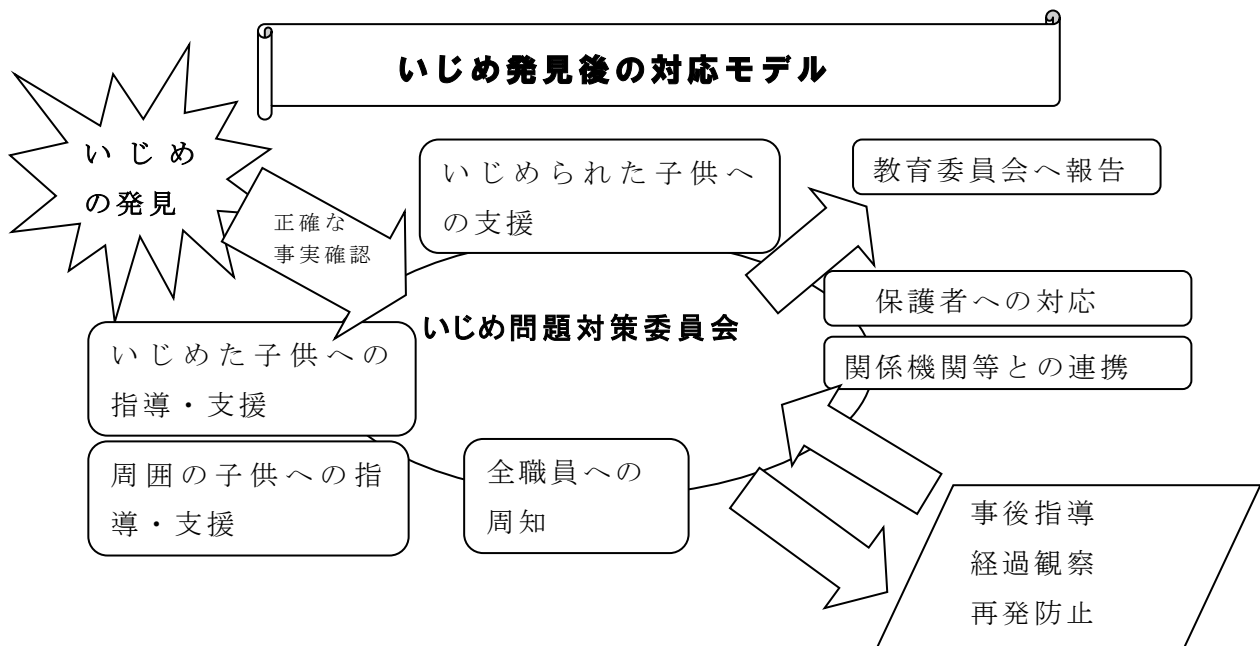 いじめ発見後の対応モデル
いじめ
の発見
正確な
事実確認
いじめられた子供へ
の支援
教育委員会へ報告
保護者への対応
関係機関等との連携
いじめ問題対策委員会
いじめた子供への
指導・支援
周囲の子供への指
導・支援
全職員への
周知
事後指導
経過観察
再発防止